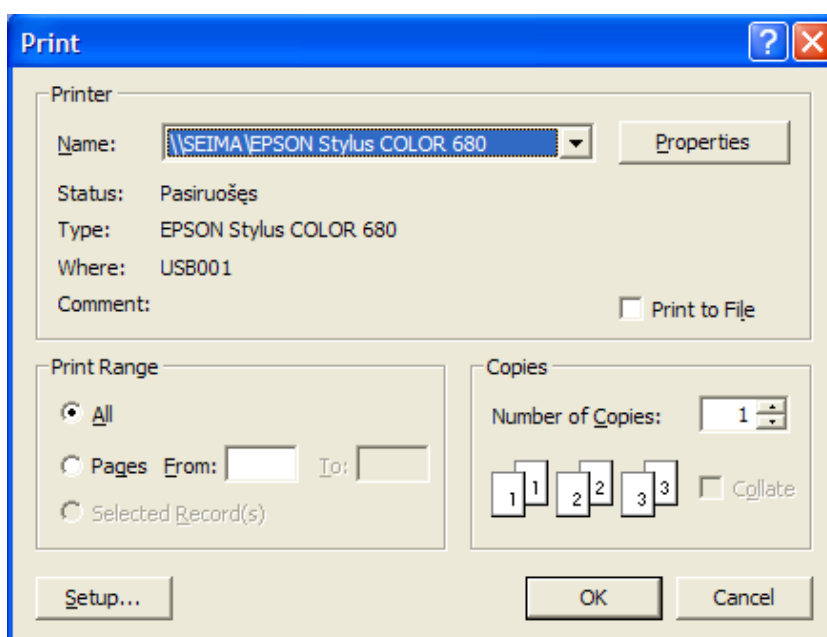 Print
Printer
Name: \\SEIMA\EPSON Stylus COLOR 680 Properties
Status: Pasiruošęs
Type: EPSON Stylus COLOR 680
Where: USB001
Comment: Print to File
Print Range
All
Pages From: To:
Selected Record(s)
Copies
Number of Copies: 1
1 1 2 2 3 3 Collate
Setup... OK Cancel